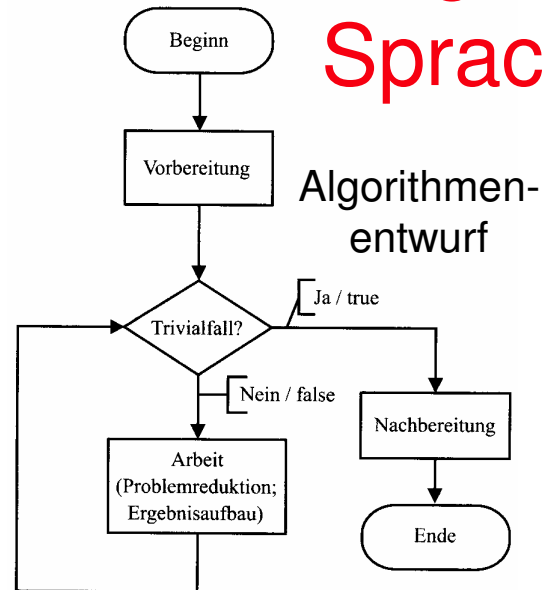 Sprac
Beginn
Vorbereitung
Algorithmen-
entwurf
Trivialfall?
Ja / true
Nein / false
Arbeit
(Problemreduktion;
Ergebnisaufbau)
Nachbereitung
Ende